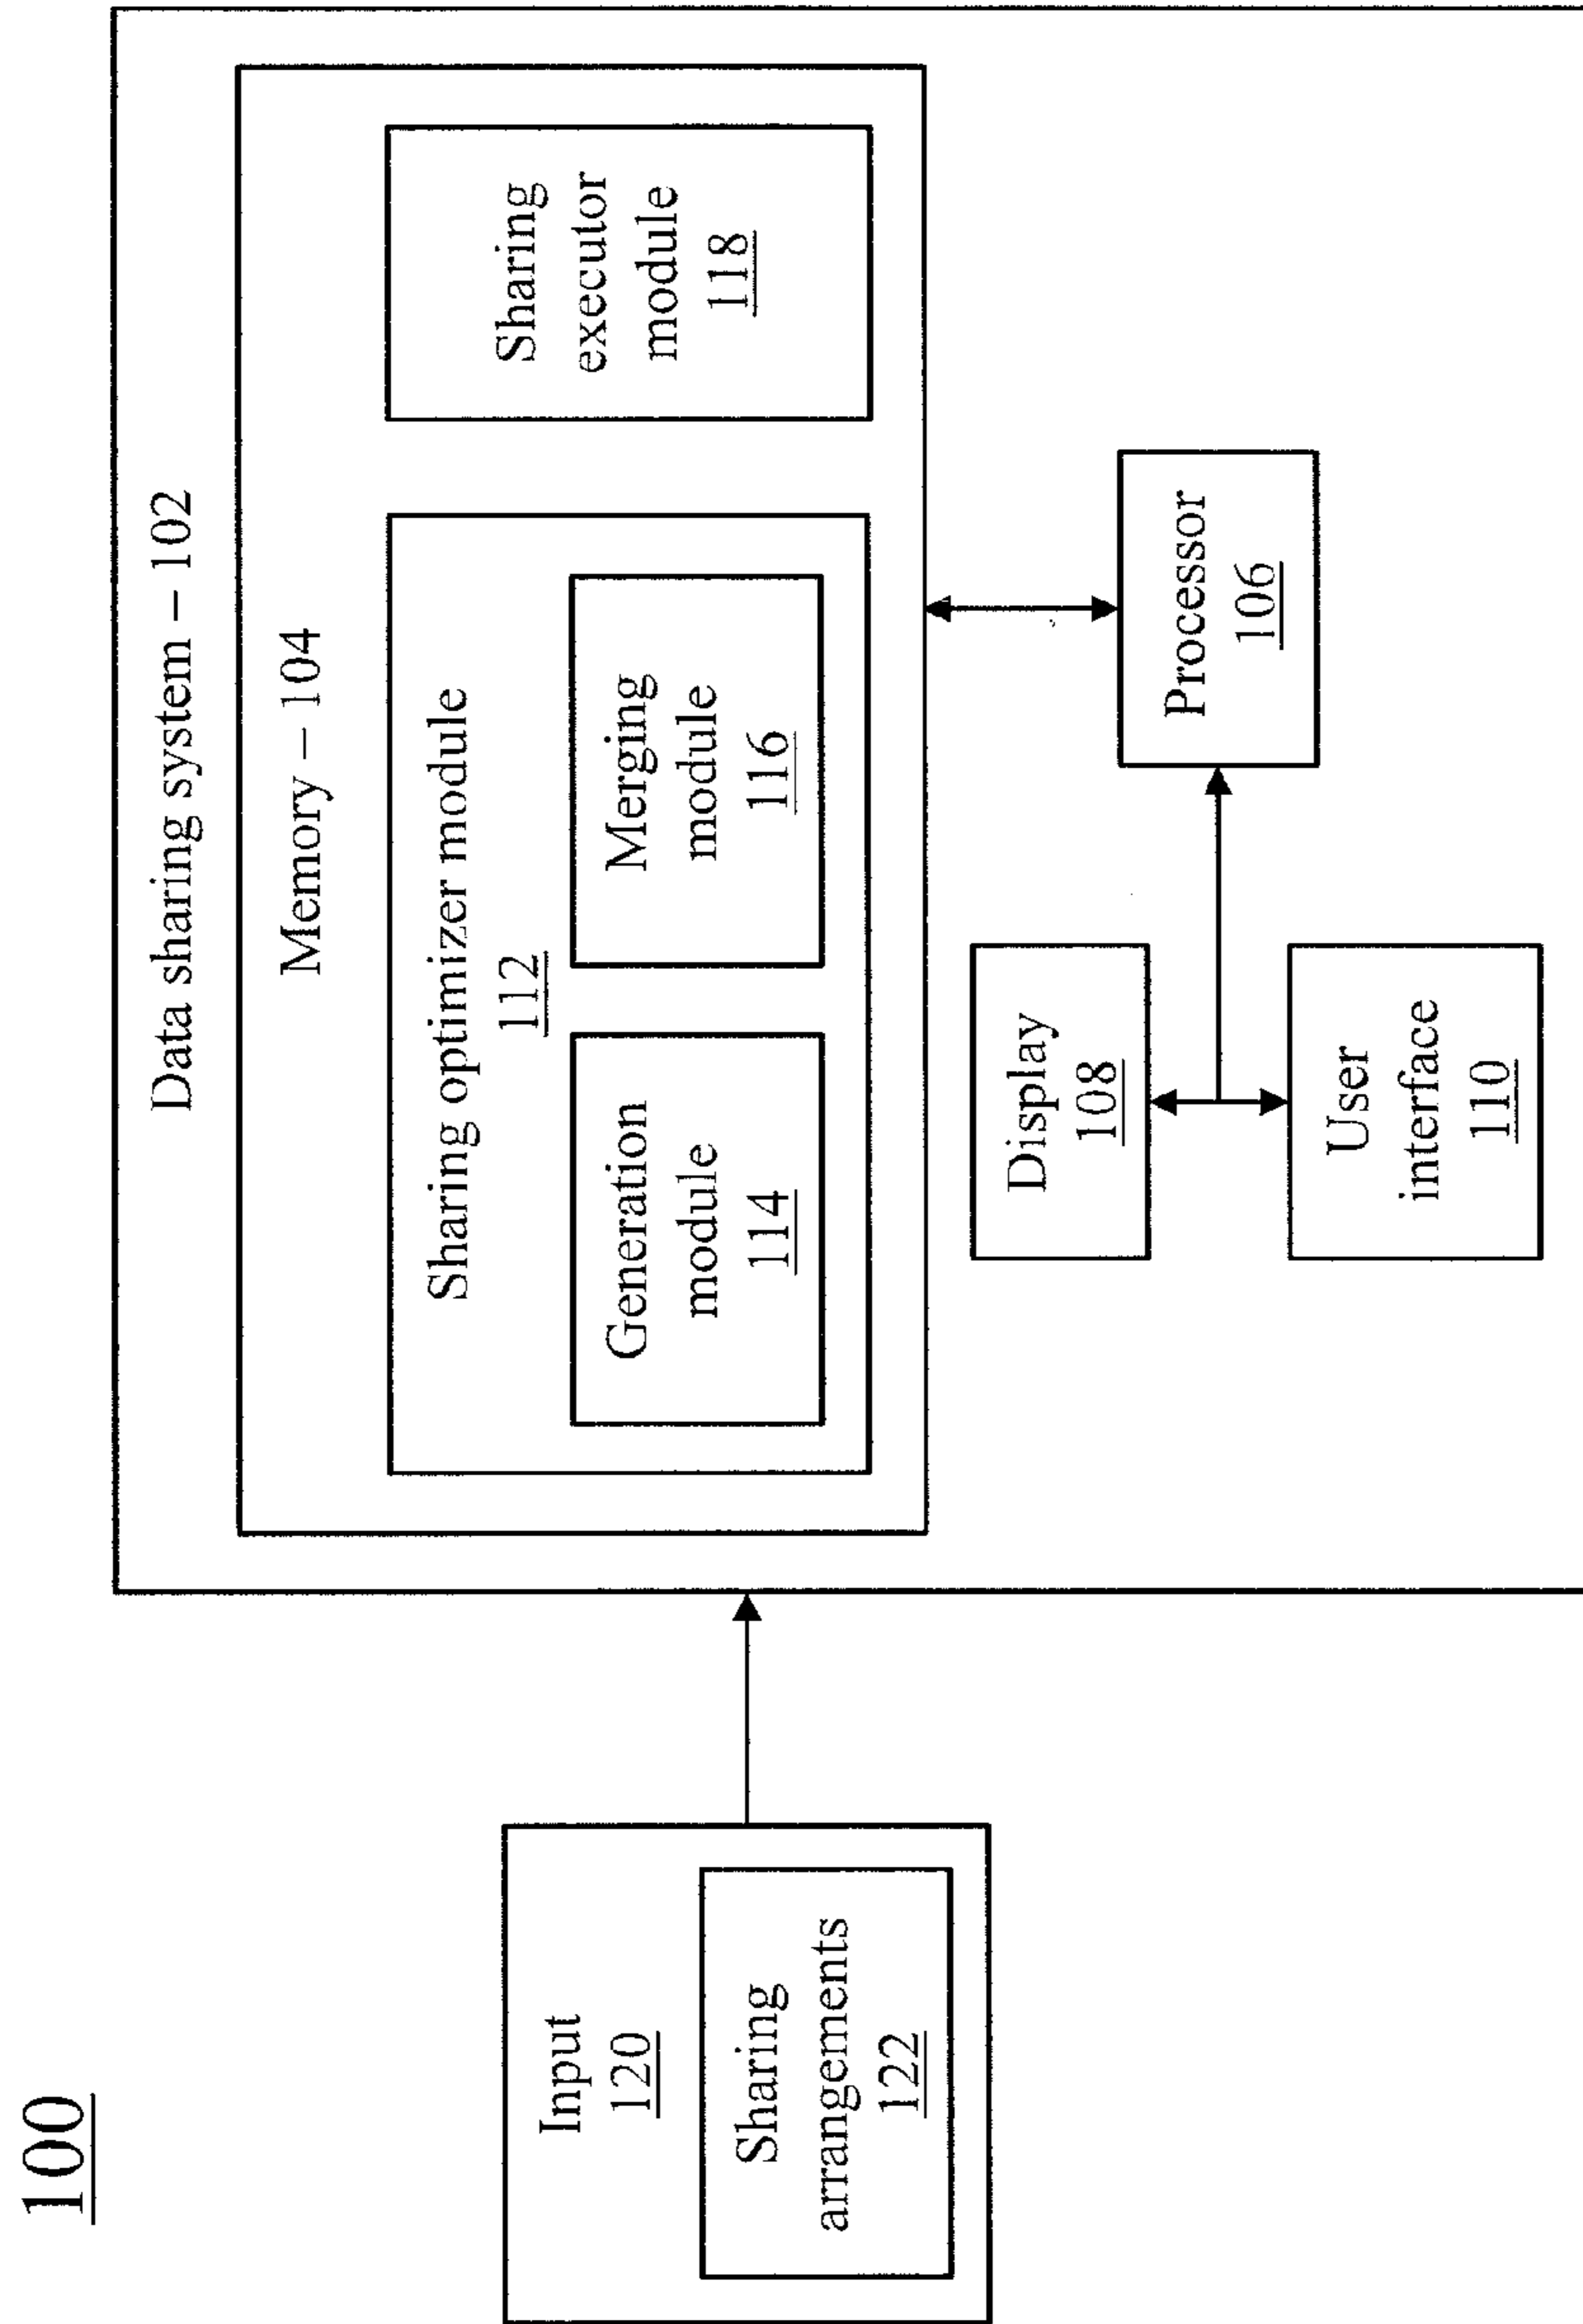 100
Input
120
Sharing
arrangements
122
Data sharing system – 102
Memory – 104
Sharing optimizer module
112
Generation
module
114
Merging
module
116
Sharing
executor
module
118
Display
108
User
interface
110
Processor
106